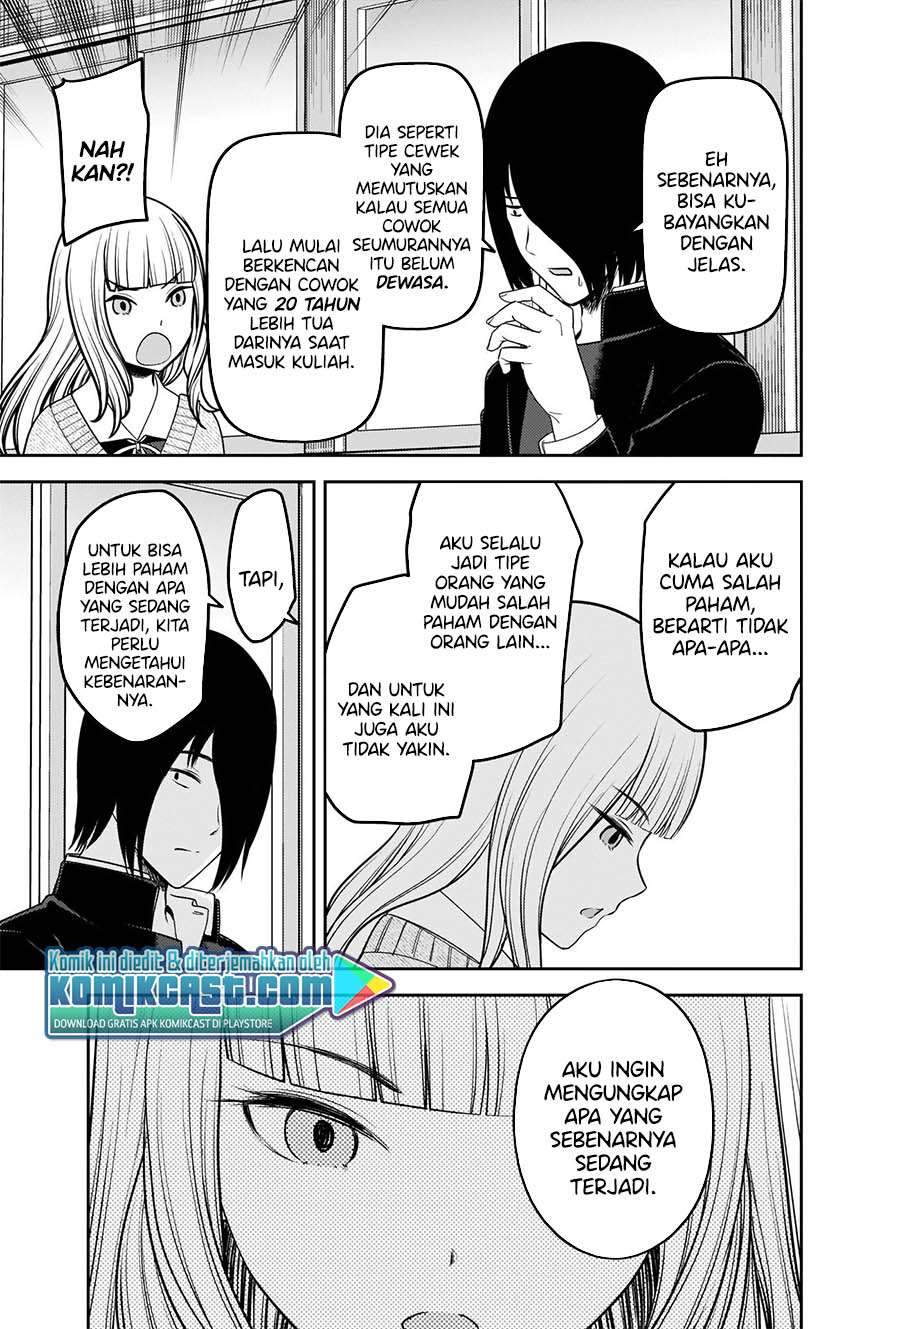 EH
SEBENARNYA,
BISA KU-
BAYANGKAN
DENGAN
JELAS.
DIA SEPERTI
TIPE CEWEK
YANG
MEMUTUSKAN
KALAU SEMUA
COWOK
SEUMURANNYA
ITU BELUM
DEWASA.
LALU MULAI
BERKENCAN
DENGAN COWOK
YANG 20 TAHUN
LEBIH TUA
DARINYA SAAT
MASUK KULIAH.
NAH
KAN?!
KALAU AKU
CUMA SALAH
PAHAM,
BERARTI TIDAK
APA-APA...
AKU SELALU
JADI TIPE
ORANG YANG
MUDAH SALAH
PAHAM DENGAN
ORANG LAIN...
DAN UNTUK
YANG KALI INI
JUGA AKU
TIDAK YAKIN.
TAPI,
UNTUK BISA
LEBIH PAHAM
DENGAN APA
YANG SEDANG
TERJADI, KITA
PERLU
MENGETAHUI
KEBENARAN-
NYA.
Komik ini diedit & diterjemahkan oleh
KOMIKCAST.COM
DOWNLOAD GRATIS APK KOMIKCAST DI PLAYSTORE
AKU INGIN
MENGUNGKAP
APA YANG
SEBENARNYA
SEDANG
TERJADI.